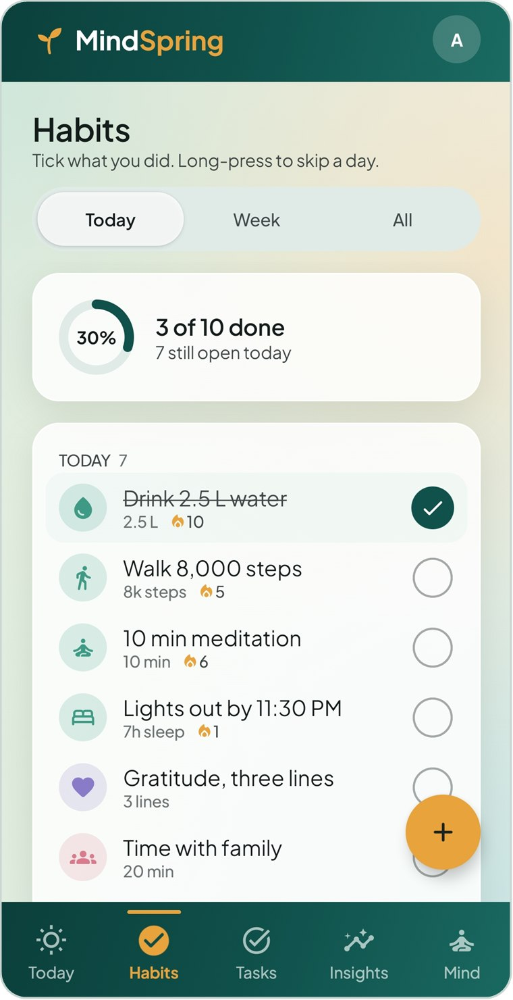 MindSpring
A
Habits
Tick what you did. Long-press to skip a day.
Today Week All
30%
3 of 10 done
7 still open today
TODAY 7
Drink 2.5 L water
2.5 L 10
Walk 8,000 steps
8k steps 5
10 min meditation
10 min 6
Lights out by 11:30 PM
7h sleep 1
Gratitude, three lines
3 lines
Time with family
20 min
+
Today Habits Tasks Insights Mind